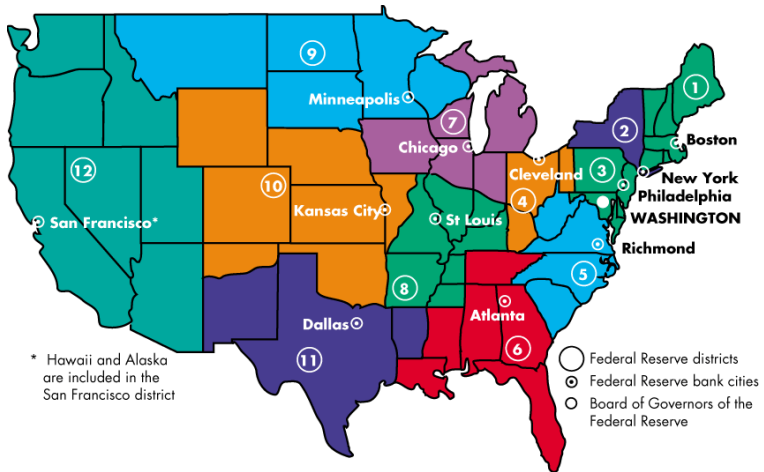 9
1
Minneapolis
7
2
Boston
Chicago
3
12
Cleveland
New York
10
Philadelphia
4
Kansas City
San Francisco*
St Louis
WASHINGTON
Richmond
5
8
Atlanta
Dallas
6
11
* Hawaii and Alaska
are included in the
San Francisco district
Federal Reserve districts
Federal Reserve bank cities
Board of Governors of the
Federal Reserve